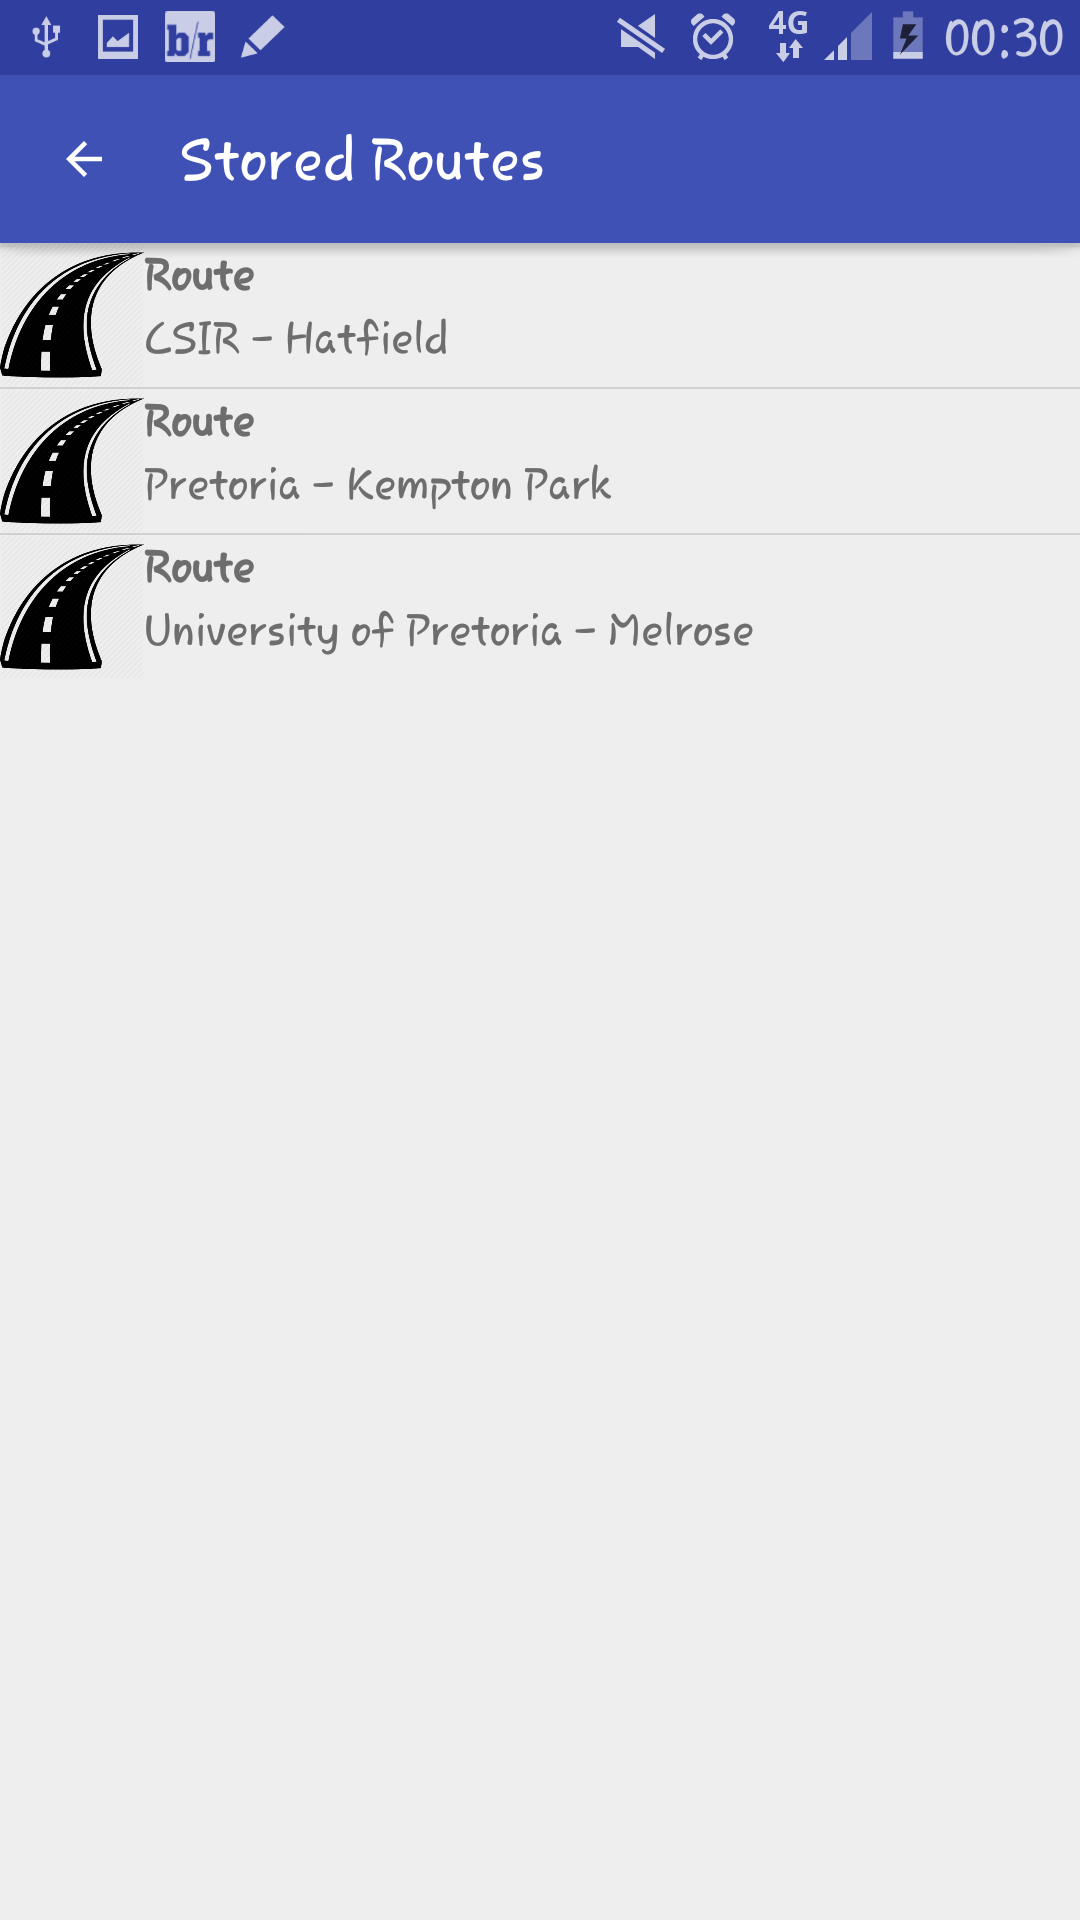 b/r 4G 00:30
Stored Routes
Route
CSIR - Hatfield
Route
Pretoria - Kempton Park
Route
University of Pretoria - Melrose